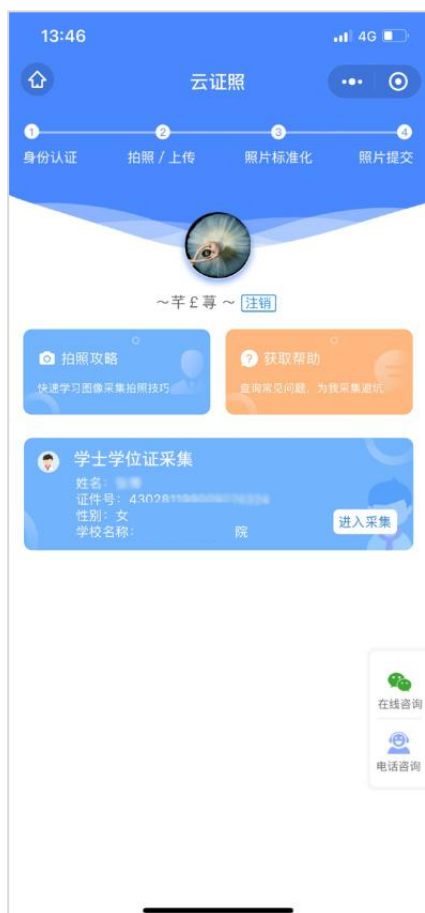 13:46
4G
云证照
1 2 3 4
身份认证 拍照 / 上传 照片标准化 照片提交
～芊￡荨～ 注销
拍照攻略
快速学习图像采集拍照技巧
? 获取帮助
查询常见问题，为我采集避坑
学士学位证采集
姓名：
证件号：430281199
性别：女
学校名称： 院
进入采集
在线咨询
电话咨询